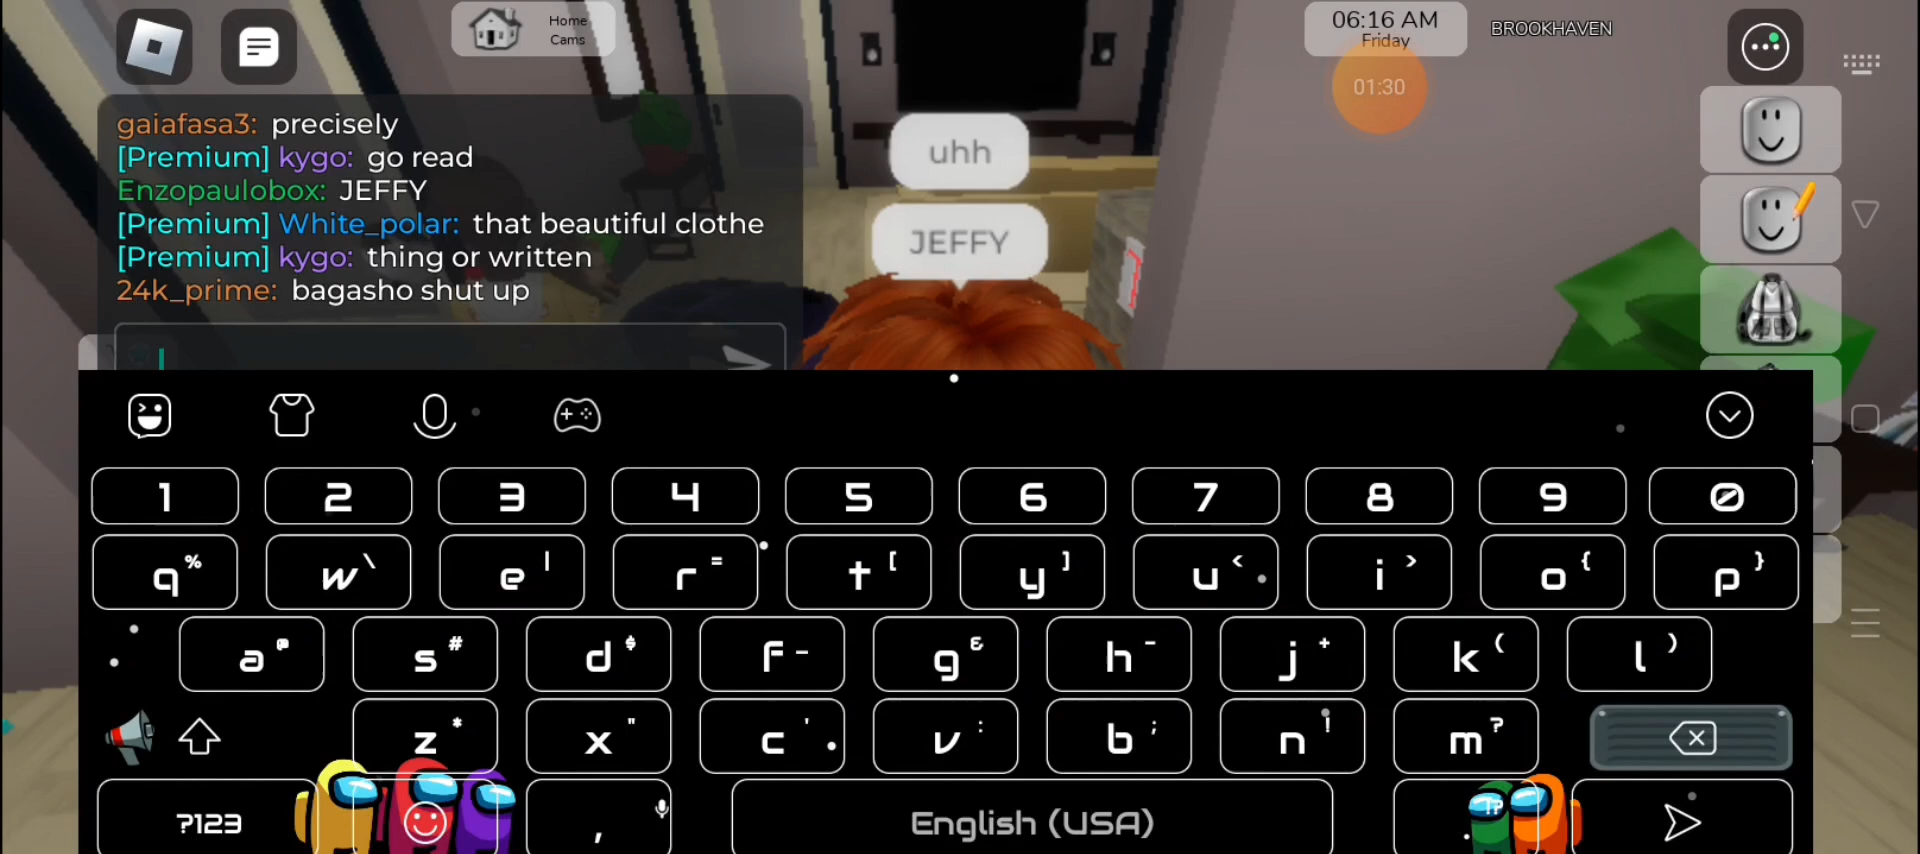 Home
Cams
06:16 AM
Friday
BROOKHAVEN
01:30
gaiafasa3: precisely
[Premium] kygo: go read
Enzopaulobox: JEFFY
[Premium] White_polar: that beautiful clothe
[Premium] kygo: thing or written
24k_prime: bagasho shut up
uhh
JEFFY
1 2 3 4 5 6 7 8 9 0
q % w \ e | r = t [ y ] u < i > o { p }
a @ s # d $ f - g & h - j + k ( l )
z * x " c ' v : b ; n ! m ?
?123 , English (USA) . !?